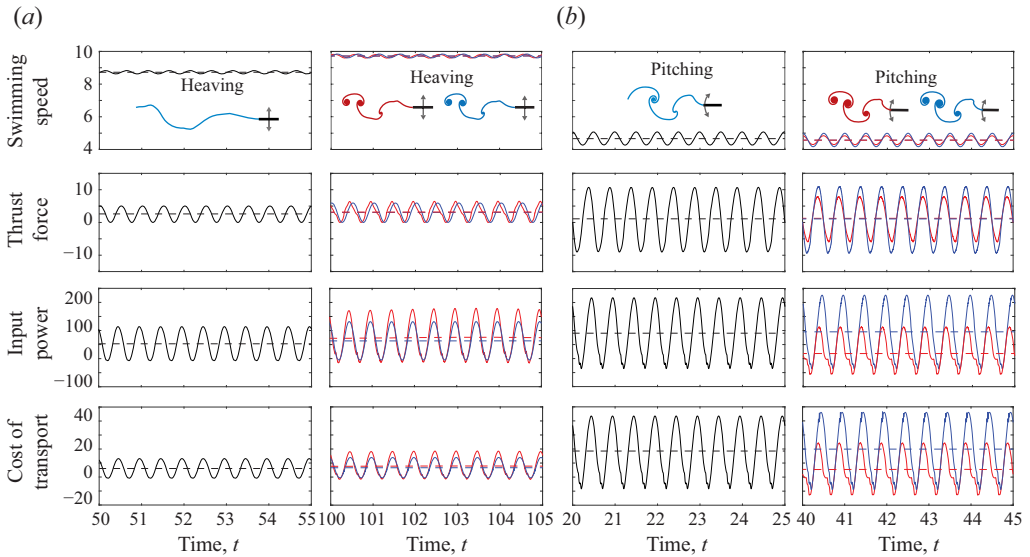 (a)
(b)
Swimming speed
10
8
6
4
Heaving
Heaving
Pitching
Pitching
Thrust force
10
0
−10
Input power
200
100
0
−100
Cost of transport
40
20
0
−20
50 51 52 53 54 55
100 101 102 103 104 105
20 21 22 23 24 25
40 41 42 43 44 45
Time, t
Time, t
Time, t
Time, t